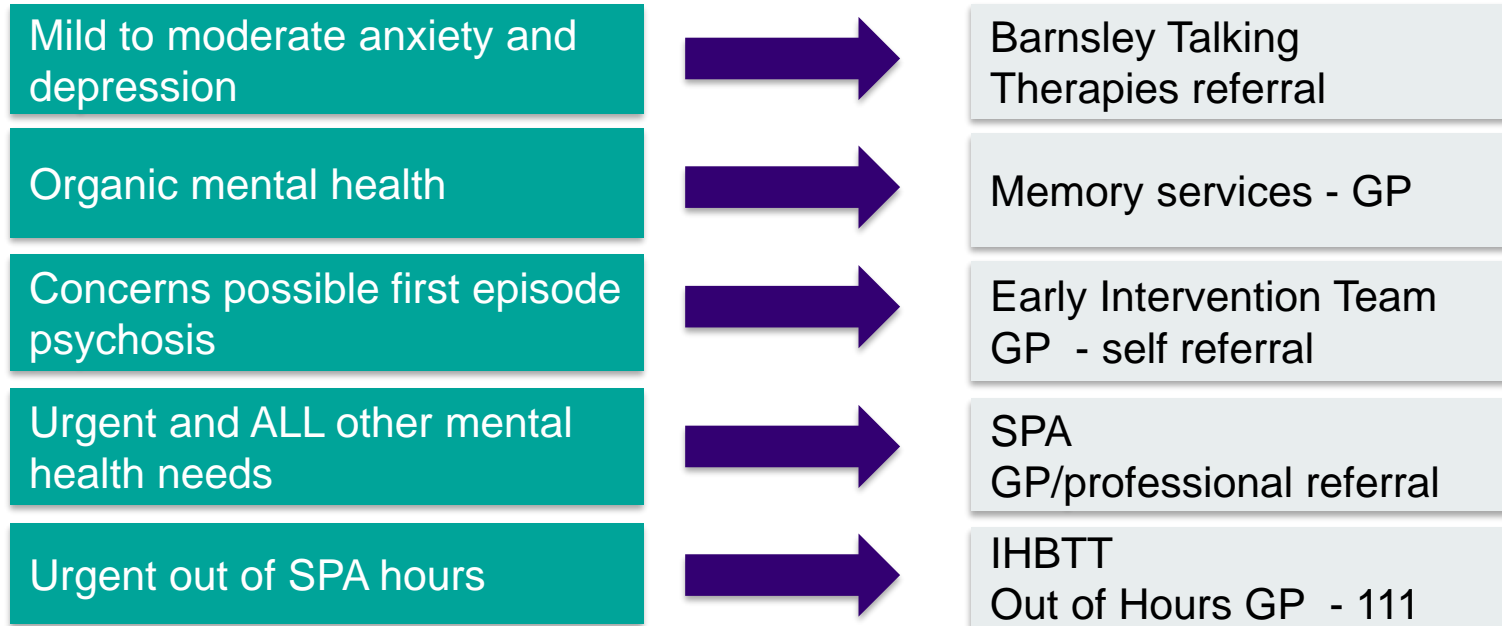 Mild to moderate anxiety and
depression
Barnsley Talking
Therapies referral
Organic mental health
Memory services - GP
Concerns possible first episode
psychosis
Early Intervention Team
GP  - self referral
Urgent and ALL other mental
health needs
SPA
GP/professional referral
Urgent out of SPA hours
IHBTT
Out of Hours GP  - 111